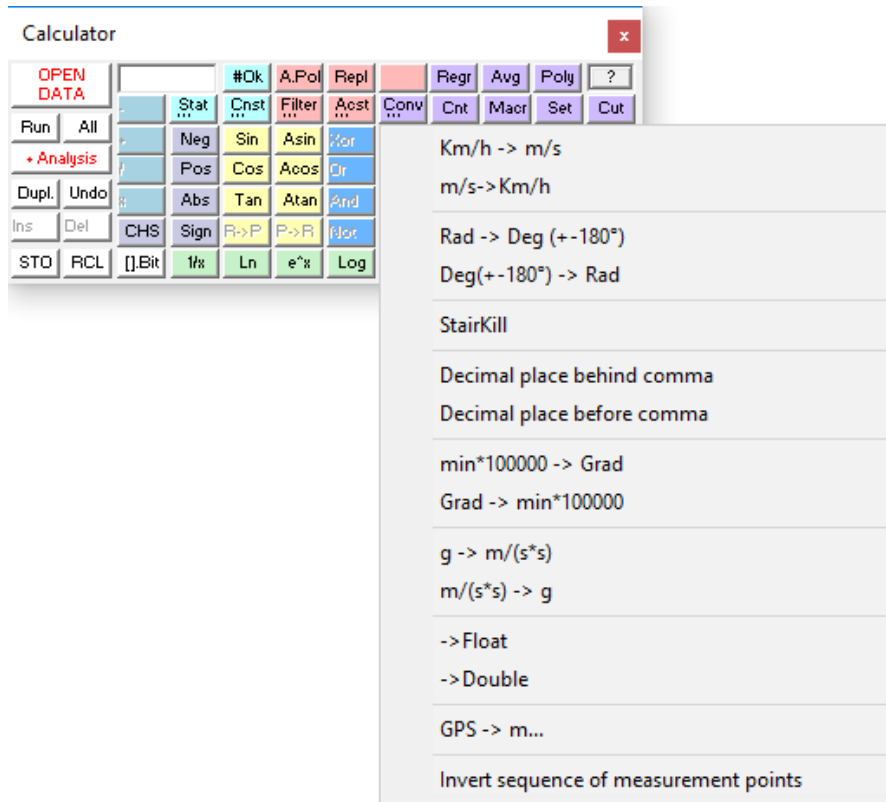 Calculator
x
OPEN DATA #Ok A.Pol Repl Regr Avg Poly ?
- Stat Cnst Filter Acst Conv Cnt Macr Set Cut
Run All + Neg Sin Asin Xor
+ Analysis / Pos Cos Acos Or
Dupl. Undo x Abs Tan Atan And
Ins Del CHS Sign R->P P->R Not
STO RCL [].Bit 1/x Ln e^x Log
Km/h -> m/s
m/s->Km/h
Rad -> Deg (+-180°)
Deg(+-180°) -> Rad
StairKill
Decimal place behind comma
Decimal place before comma
min*100000 -> Grad
Grad -> min*100000
g -> m/(s*s)
m/(s*s) -> g
->Float
->Double
GPS -> m...
Invert sequence of measurement points